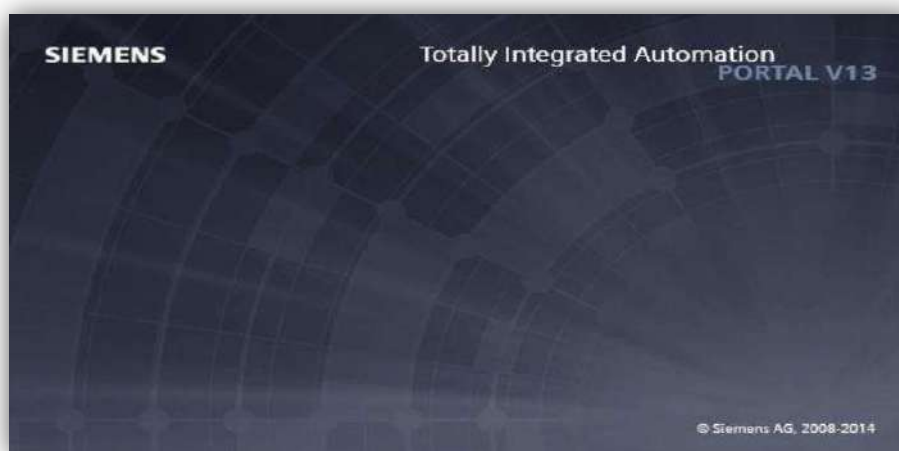 SIEMENS
Totally Integrated Automation
PORTAL V13
© Siemens AG, 2008-2014